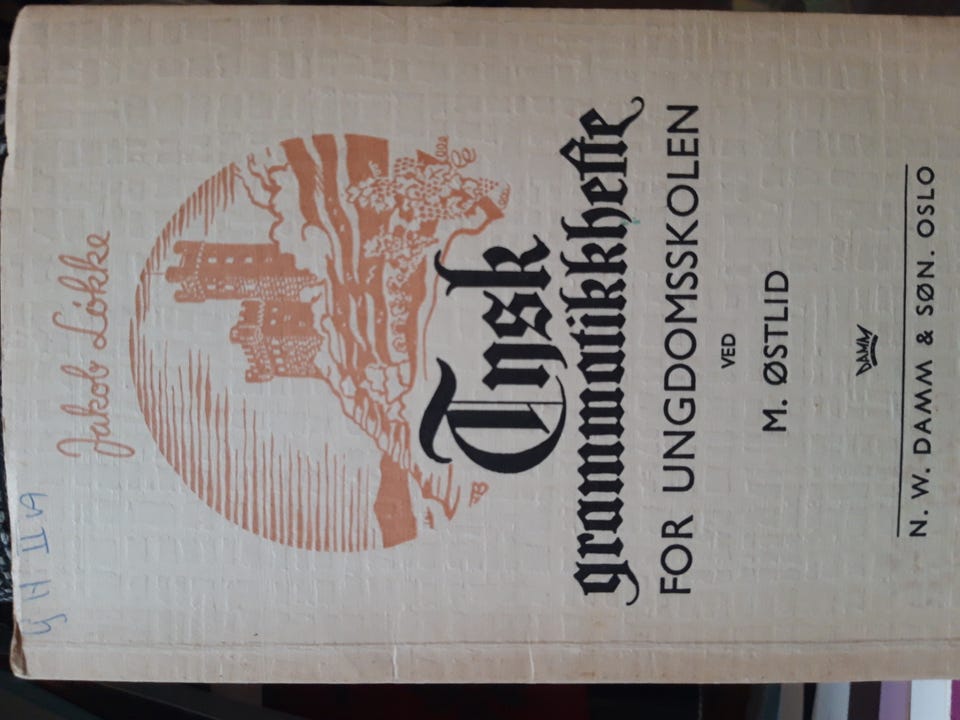 Jakob Løkke
Tysk
grammatikkhefte
FOR UNGDOMSSKOLEN
VED
M. ØSTLID
DAMM
N. W. DAMM & SØN. OSLO